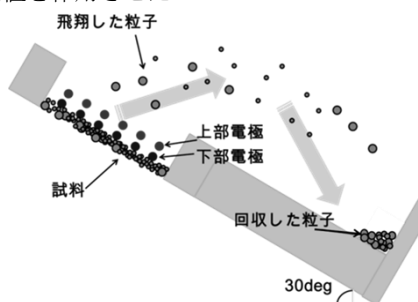 飛翔した粒子
上部電極
下部電極
試料
回収した粒子
30deg